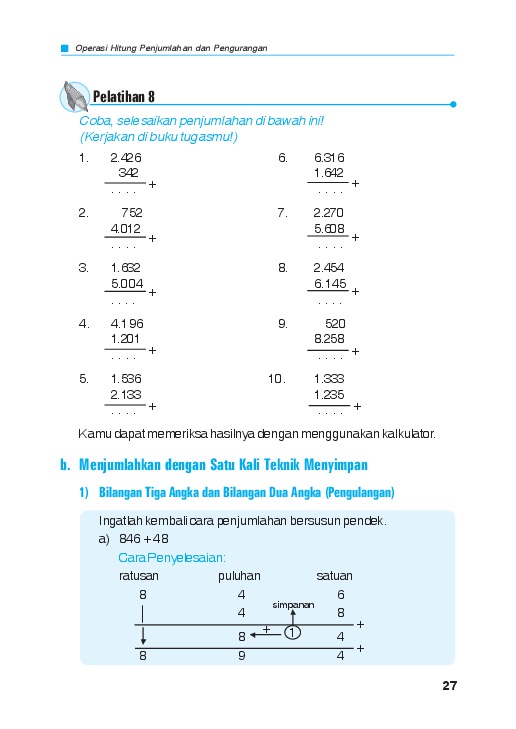 Operasi Hitung Penjumlahan dan Pengurangan
Pelatihan 8
Coba, selesaikan penjumlahan di bawah ini!
(Kerjakan di buku tugasmu!)
1. 2.426
342
+
. . . .
2. 752
4.012
+
. . . .
3. 1.632
5.004
+
. . . .
4. 4.196
1.201
+
. . . .
5. 1.536
2.133
+
. . . .
6. 6.316
1.642
+
. . . .
7. 2.270
5.608
+
. . . .
8. 2.454
6.145
+
. . . .
9. 520
8.258
+
. . . .
10. 1.333
1.235
+
. . . .
Kamu dapat memeriksa hasilnya dengan menggunakan kalkulator.
b. Menjumlahkan dengan Satu Kali Teknik Menyimpan
1) Bilangan Tiga Angka dan Bilangan Dua Angka (Pengulangan)
Ingatlah kembali cara penjumlahan bersusun pendek.
a) 846 + 48
Cara Penyelesaian:
ratusan puluhan satuan
8 4 6
simpanan
4 8
+
8 + 1 4
+
8 9 4
27